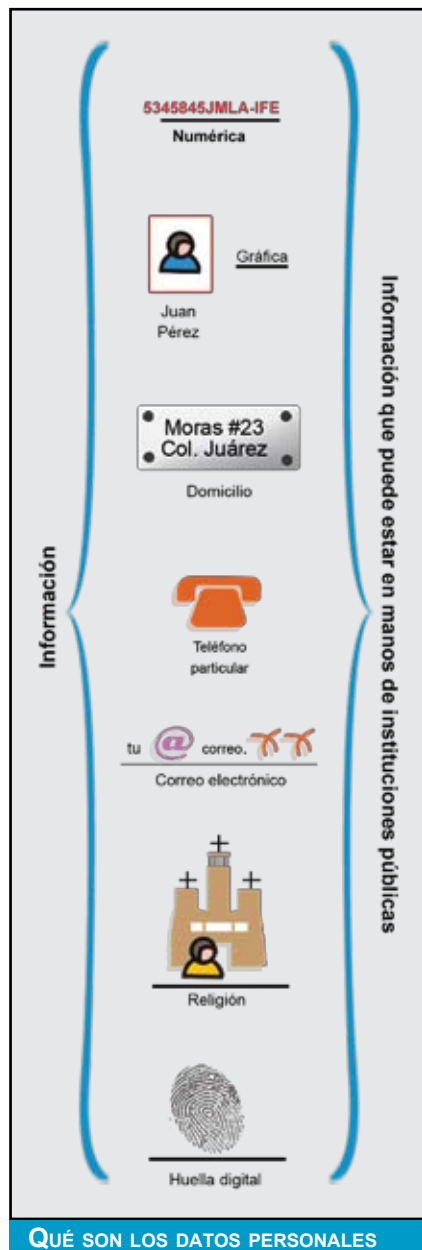 5345845JMLA-IFE
Numérica
Gráfica
Juan
Pérez
Moras #23
Col. Juárez
Domicilio
Información
Teléfono
particular
tu @ correo.
Correo electrónico
Religión
Huella digital
Información que puede estar en manos de instituciones públicas
QUÉ SON LOS DATOS PERSONALES